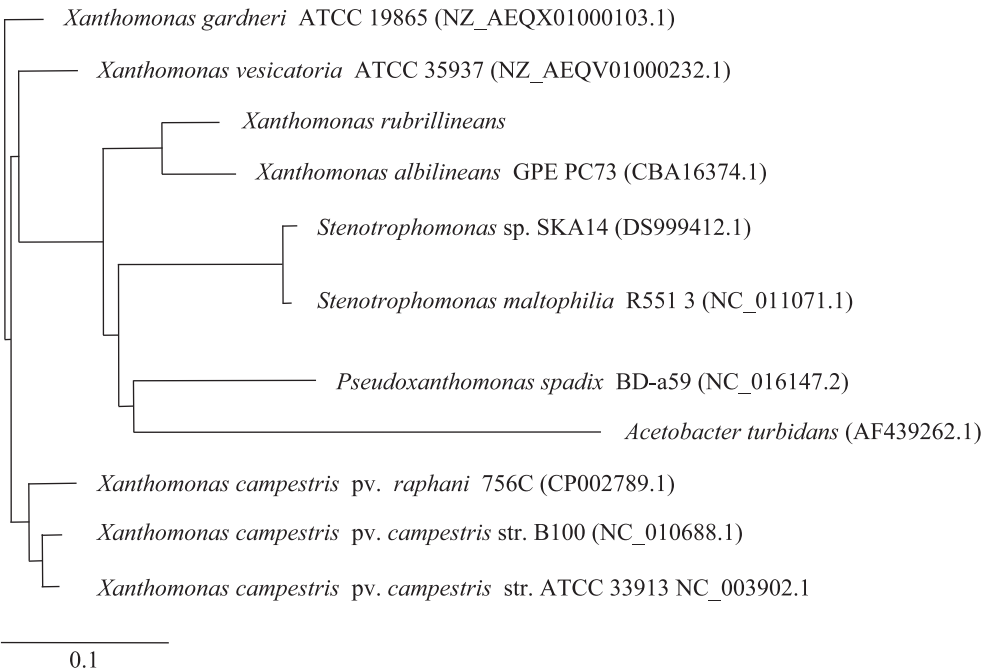 Xanthomonas gardneri ATCC 19865 (NZ_AEQX01000103.1)
Xanthomonas vesicatoria ATCC 35937 (NZ_AEQV01000232.1)
Xanthomonas rubrillineans
Xanthomonas albilineans GPE PC73 (CBA16374.1)
Stenotrophomonas sp. SKA14 (DS999412.1)
Stenotrophomonas maltophilia R551 3 (NC_011071.1)
Pseudoxanthomonas spadix BD-a59 (NC_016147.2)
Acetobacter turbidans (AF439262.1)
Xanthomonas campestris pv. raphani 756C (CP002789.1)
Xanthomonas campestris pv. campestris str. B100 (NC_010688.1)
Xanthomonas campestris pv. campestris str. ATCC 33913 NC_003902.1
0.1